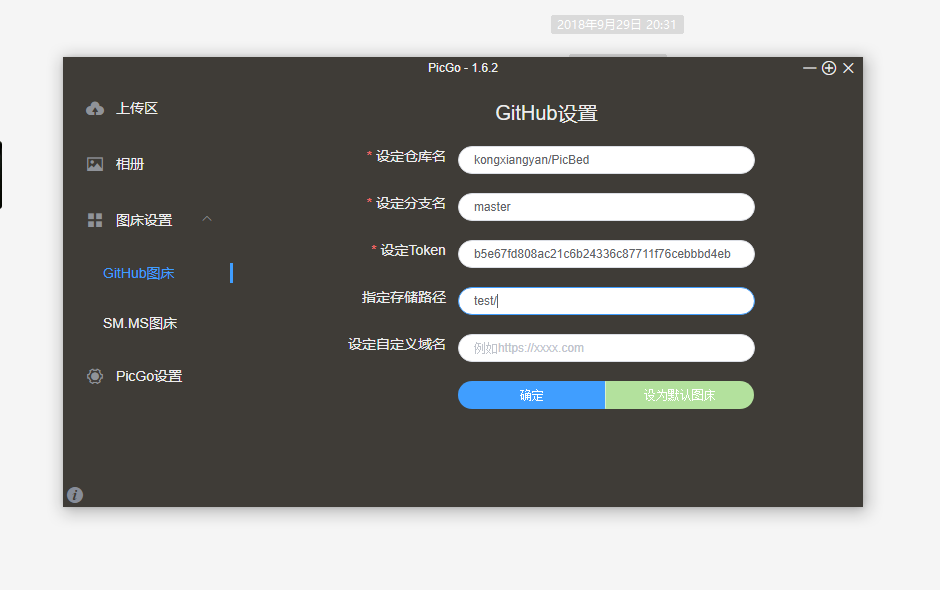 2018年9月29日 20:31
PicGo - 1.6.2
上传区
相册
图床设置
GitHub图床
SM.MS图床
PicGo设置
GitHub设置
* 设定仓库名 kongxiangyan/PicBed
* 设定分支名 master
* 设定Token b5e67fd808ac21c6b24336c87711f76cebbbd4eb
指定存储路径 test/
设定自定义域名 例如https://xxxx.com
确定 设为默认图床